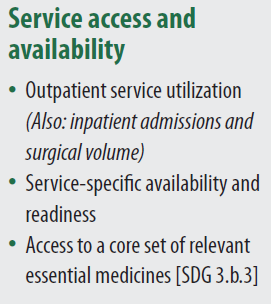 Service access and
availability
• Outpatient service utilization
(Also: inpatient admissions and
surgical volume)
• Service-specific availability and
readiness
• Access to a core set of relevant
essential medicines [SDG 3.b.3]